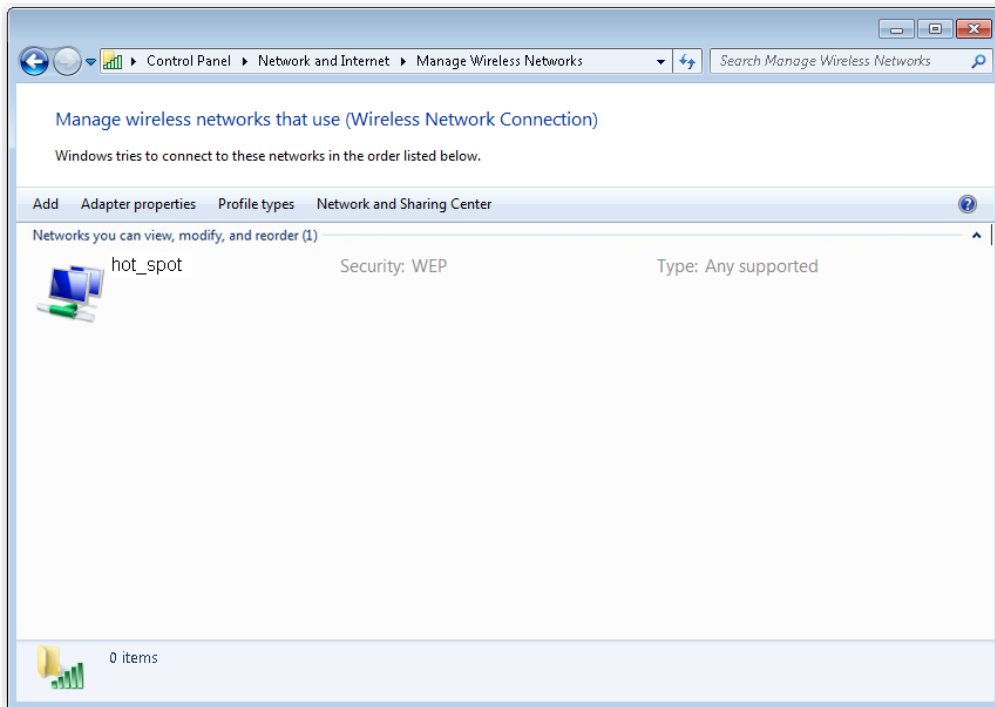 Control Panel Network and Internet Manage Wireless Networks Search Manage Wireless Networks
Manage wireless networks that use (Wireless Network Connection)
Windows tries to connect to these networks in the order listed below.
Add Adapter properties Profile types Network and Sharing Center
Networks you can view, modify, and reorder (1)
hot_spot Security: WEP Type: Any supported
0 items